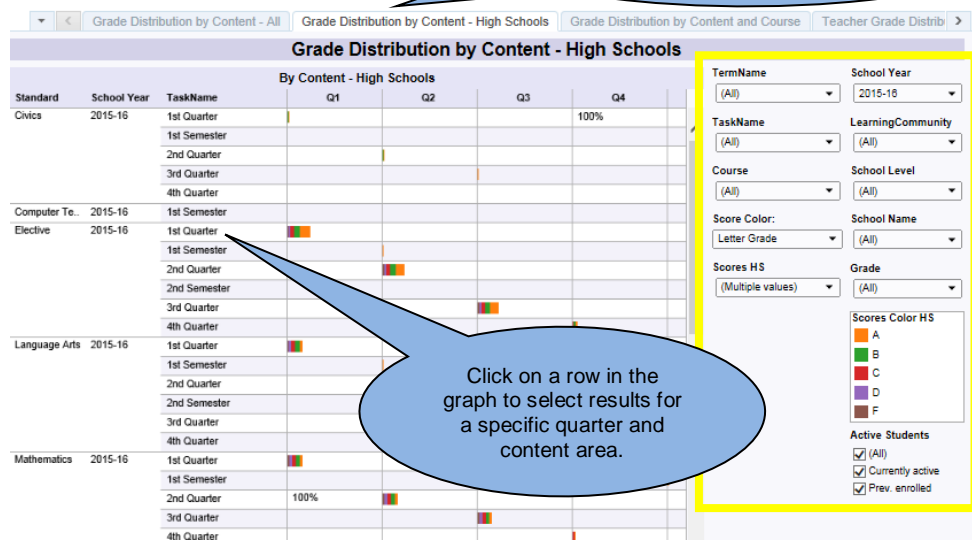 Grade Distribution by Content - All Grade Distribution by Content - High Schools Grade Distribution by Content and Course Teacher Grade Distrib
Grade Distribution by Content - High Schools
By Content - High Schools
Standard School Year TaskName Q1 Q2 Q3 Q4
Civics 2015-16 1st Quarter 100%
1st Semester
2nd Quarter
3rd Quarter
4th Quarter
Computer Te.. 2015-16 1st Semester
Elective 2015-16 1st Quarter
1st Semester
2nd Quarter
2nd Semester
3rd Quarter
4th Quarter
Language Arts 2015-16 1st Quarter
1st Semester
2nd Quarter
2nd Semester
3rd Quarter
4th Quarter
Mathematics 2015-16 1st Quarter
1st Semester
2nd Quarter 100%
3rd Quarter
4th Quarter
Click on a row in the
graph to select results for
a specific quarter and
content area.
TermName School Year
(All) 2015-16
TaskName LearningCommunity
(All) (All)
Course School Level
(All) (All)
Score Color: School Name
Letter Grade (All)
Scores HS Grade
(Multiple values) (All)
Scores Color HS
A
B
C
D
F
Active Students
(All)
Currently active
Prev. enrolled